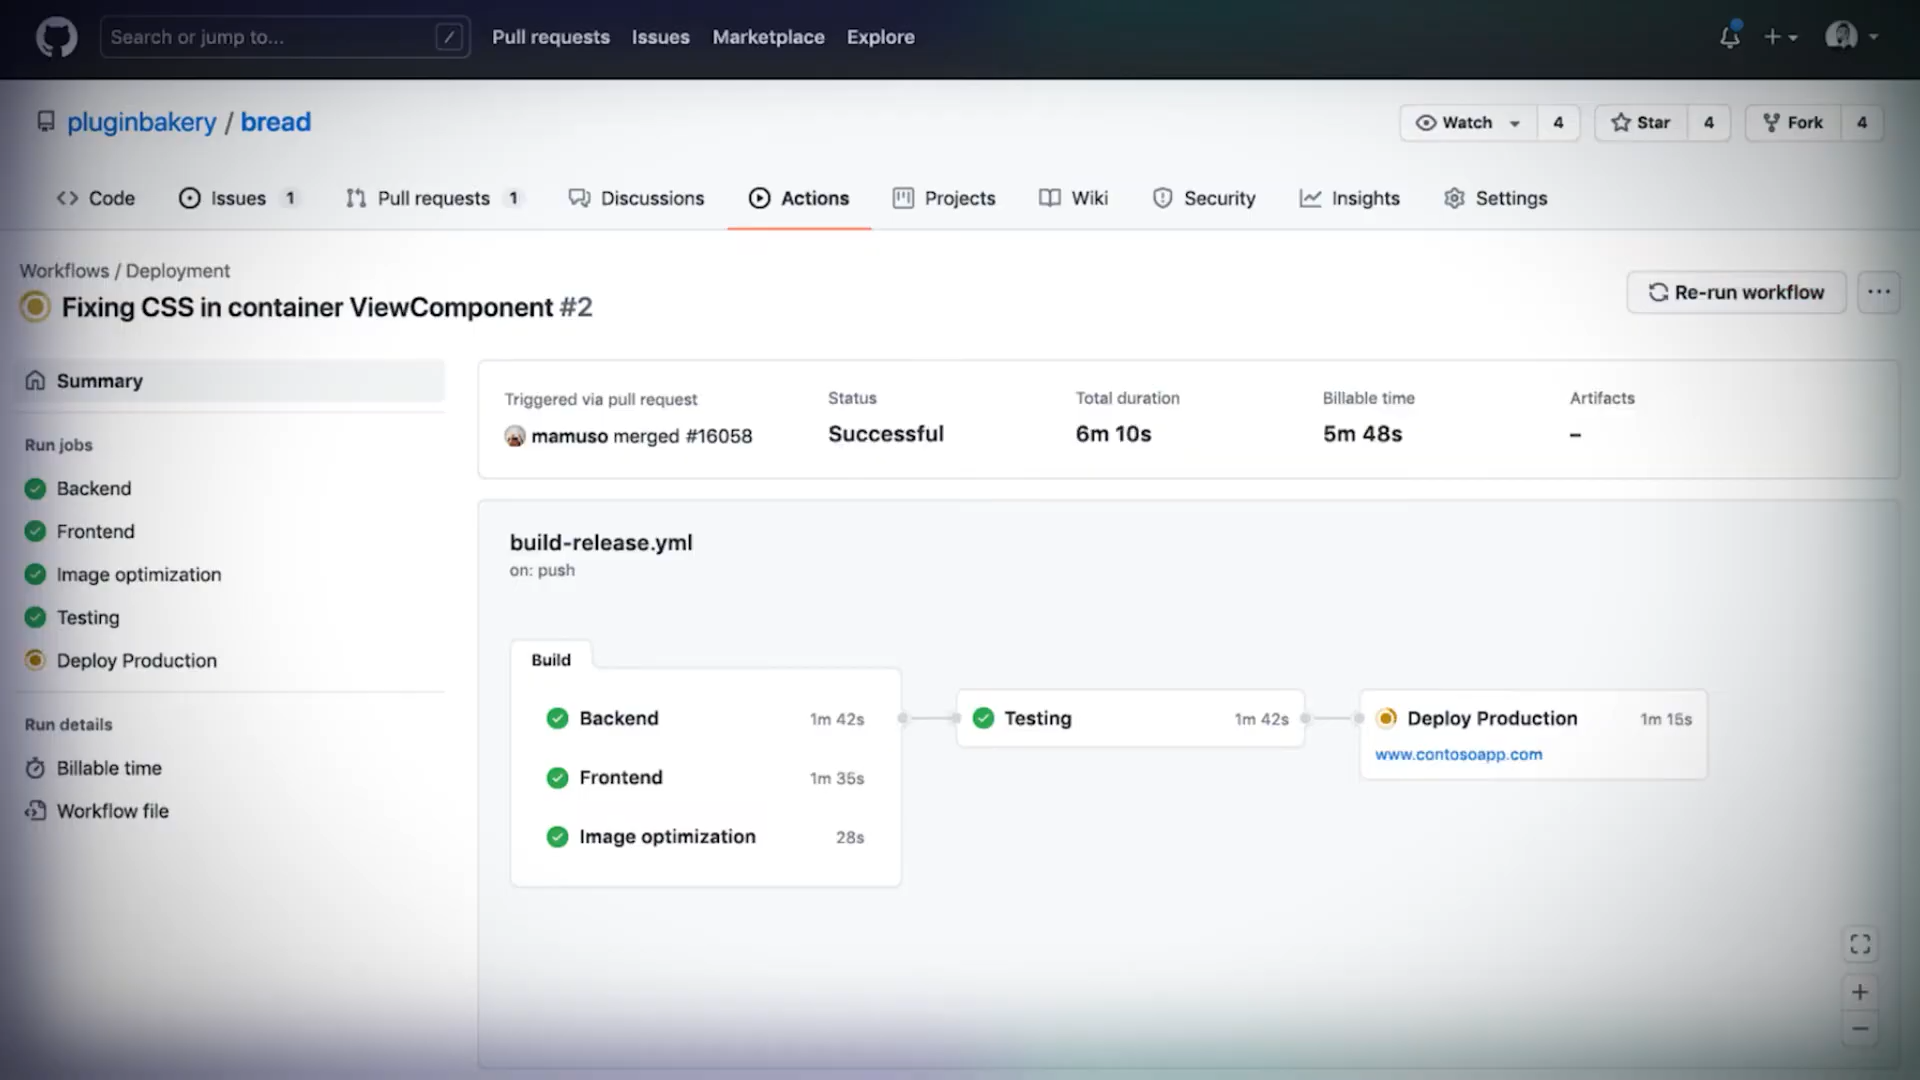 Search or jump to... /
Pull requests Issues Marketplace Explore
pluginbakery / bread
Watch 4 Star 4 Fork 4
Code Issues 1 Pull requests 1 Discussions Actions Projects Wiki Security Insights Settings
Workflows / Deployment
Fixing CSS in container ViewComponent #2
Re-run workflow ...
Summary
Run jobs
Backend
Frontend
Image optimization
Testing
Deploy Production
Run details
Billable time
Workflow file
Triggered via pull request
mamuso merged #16058
Status
Successful
Total duration
6m 10s
Billable time
5m 48s
Artifacts
–
build-release.yml
on: push
Build
Backend 1m 42s
Frontend 1m 35s
Image optimization 28s
Testing 1m 42s
Deploy Production 1m 15s
www.contosoapp.com